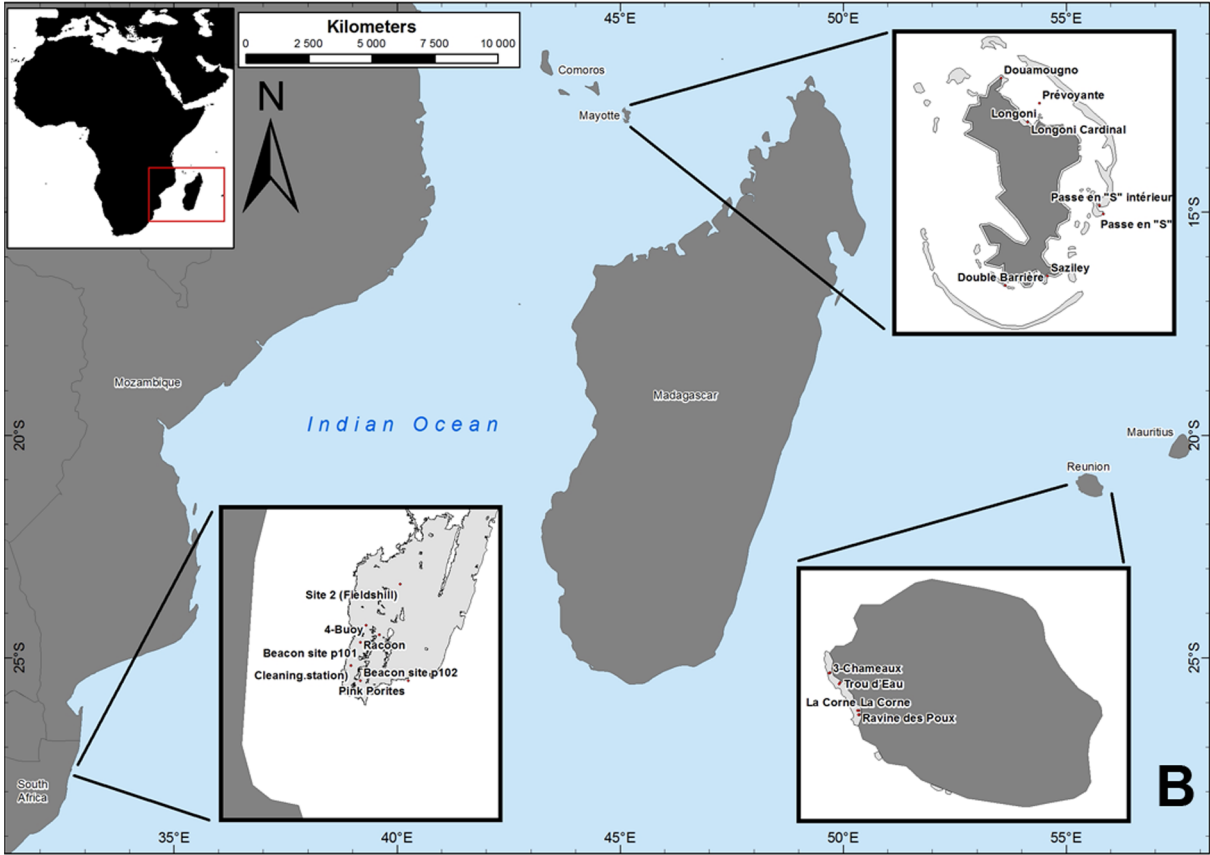 Kilometers
0 2 500 5 000 7 500 10 000
N
45°E 50°E 55°E
Comoros
Mayotte
Douamougno
Prévoyante
Longoni
Longoni Cardinal
Passe en "S" intérieur
Passe en "S"
Saziley
Double Barrière
15°S
Mozambique
Madagascar
Indian Ocean
20°S
20°S
Mauritius
Reunion
Site 2 (Fieldshill)
4-Buoy
Racoon
Beacon site p101
Beacon site p102
Cleaning.station)
Pink Porites
25°S
25°S
3-Chameaux
Trou d'Eau
La Corne La Corne
Ravine des Poux
South
Africa
B
35°E 40°E 45°E 50°E 55°E